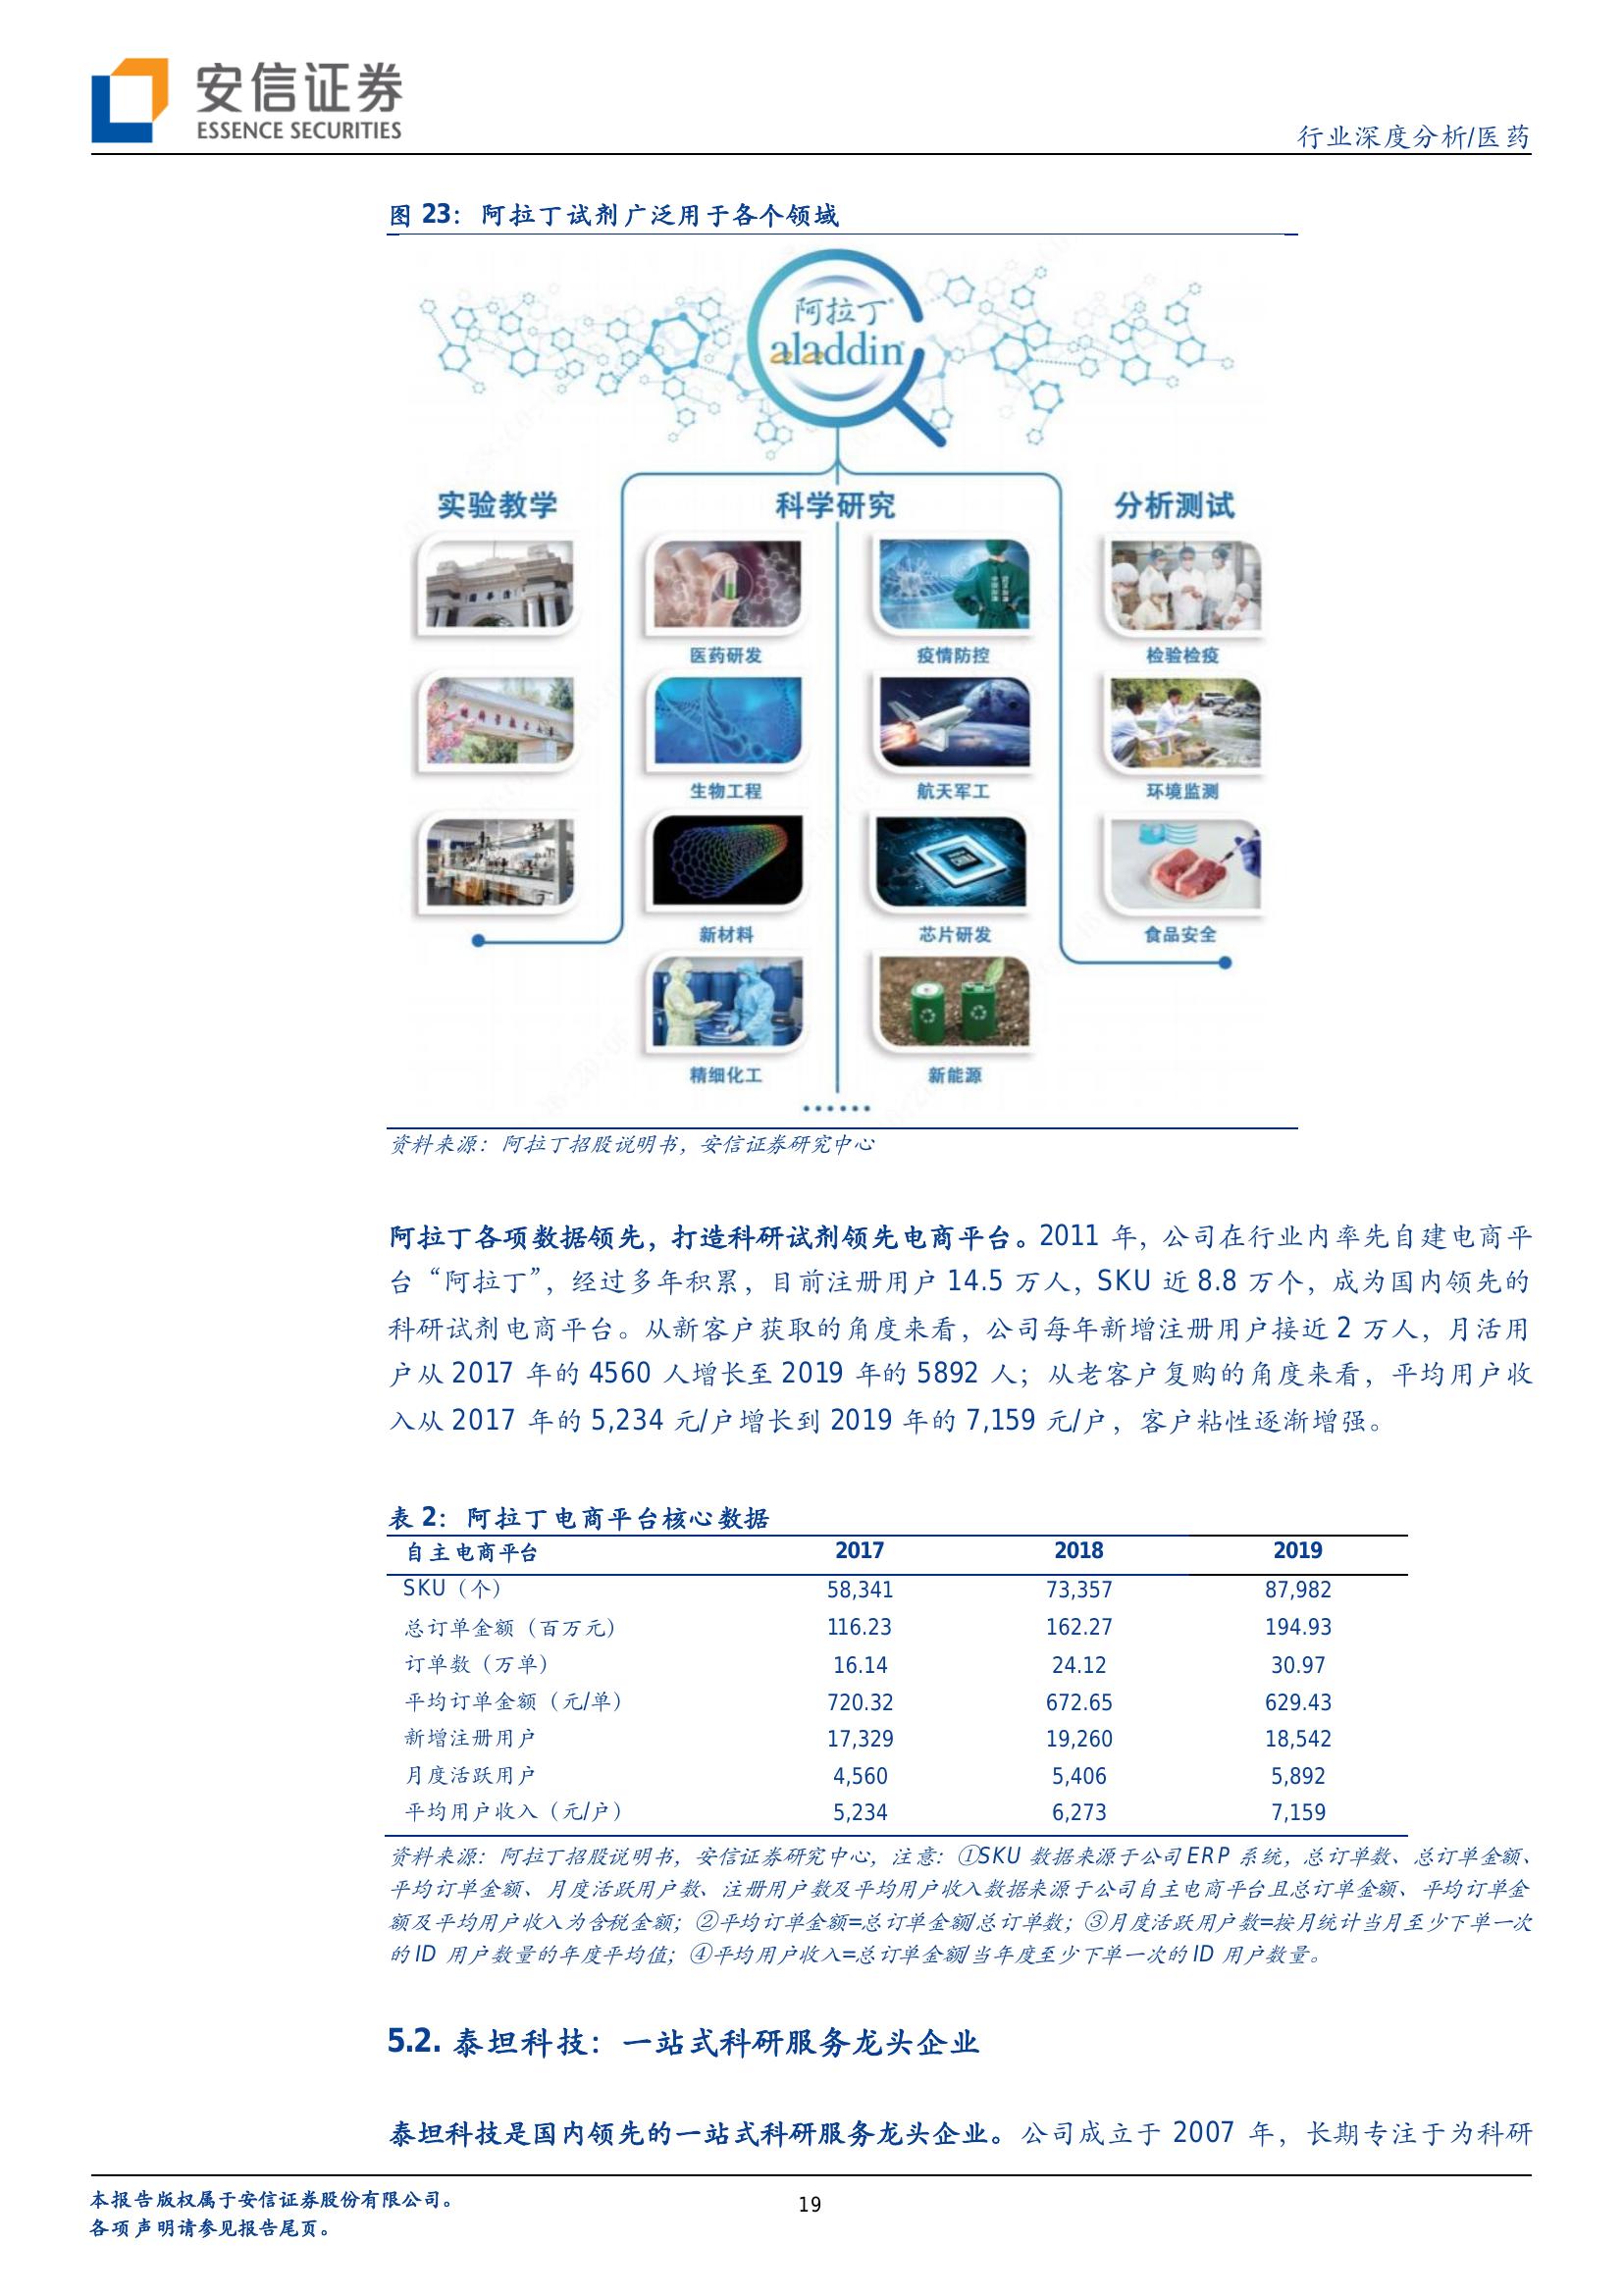 安信证券
ESSENCE SECURITIES
行业深度分析/医药
图 23：阿拉丁试剂广泛用于各个领域
阿拉丁
aladdin
实验教学 科学研究 分析测试
医药研发 疫情防控 检验检疫
生物工程 航天军工 环境监测
新材料 芯片研发 食品安全
精细化工 新能源
······
资料来源：阿拉丁招股说明书，安信证券研究中心
阿拉丁各项数据领先，打造科研试剂领先电商平台。2011 年，公司在行业内率先自建电商平
台“阿拉丁”，经过多年积累，目前注册用户 14.5 万人，SKU 近 8.8 万个，成为国内领先的
科研试剂电商平台。从新客户获取的角度来看，公司每年新增注册用户接近 2 万人，月活用
户从 2017 年的 4560 人增长至 2019 年的 5892 人；从老客户复购的角度来看，平均用户收
入从 2017 年的 5,234 元/户增长到 2019 年的 7,159 元/户，客户粘性逐渐增强。
表 2：阿拉丁电商平台核心数据
自主电商平台 2017 2018 2019
SKU（个） 58,341 73,357 87,982
总订单金额（百万元） 116.23 162.27 194.93
订单数（万单） 16.14 24.12 30.97
平均订单金额（元/单） 720.32 672.65 629.43
新增注册用户 17,329 19,260 18,542
月度活跃用户 4,560 5,406 5,892
平均用户收入（元/户） 5,234 6,273 7,159
资料来源：阿拉丁招股说明书，安信证券研究中心，注意：①SKU 数据来源于公司 ERP 系统，总订单数、总订单金额、
平均订单金额、月度活跃用户数、注册用户数及平均用户收入数据来源于公司自主电商平台且总订单金额、平均订单金
额及平均用户收入为含税金额；②平均订单金额=总订单金额/总订单数；③月度活跃用户数=按月统计当月至少下单一次
的 ID 用户数量的年度平均值；④平均用户收入=总订单金额/当年度至少下单一次的 ID 用户数量。
5.2. 泰坦科技：一站式科研服务龙头企业
泰坦科技是国内领先的一站式科研服务龙头企业。公司成立于 2007 年，长期专注于为科研
本报告版权属于安信证券股份有限公司。
各项声明请参见报告尾页。
19